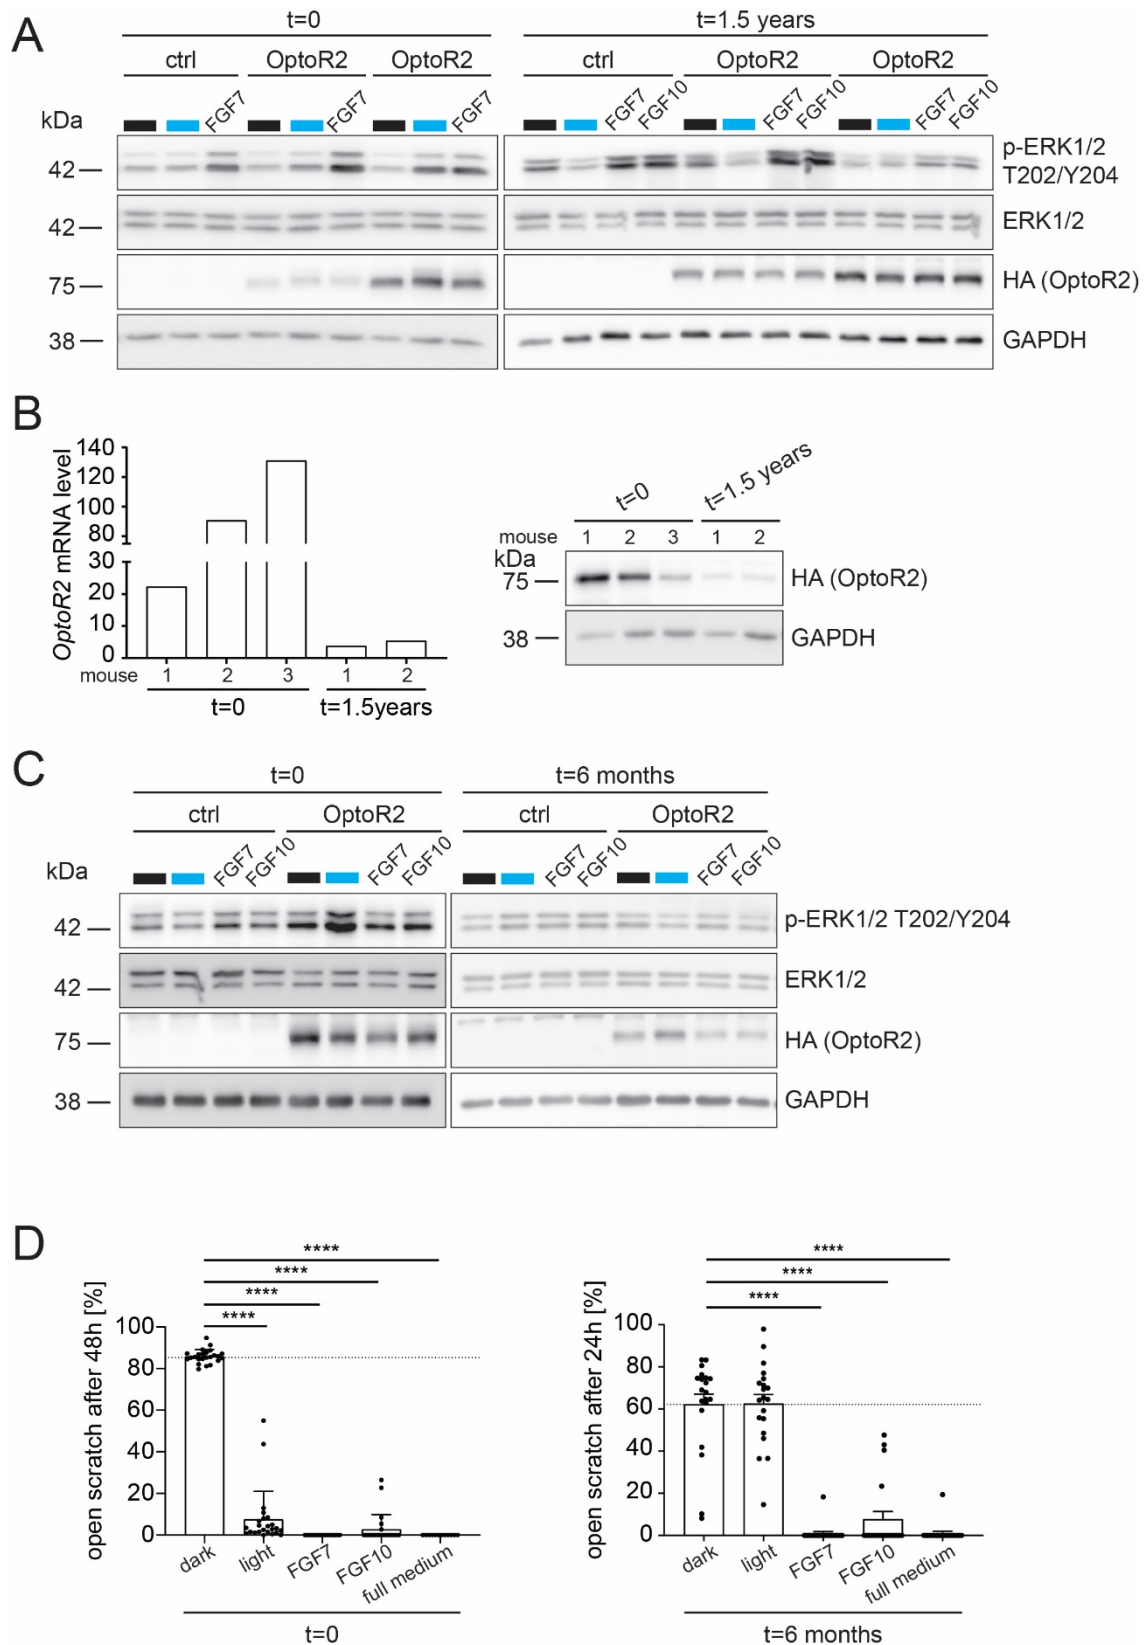 A
t=0
t=1.5 years
ctrl
OptoR2
OptoR2
ctrl
OptoR2
OptoR2
FGF7
FGF7
FGF7
FGF7
FGF10
FGF7
FGF10
FGF7
FGF10
kDa
42
p-ERK1/2
T202/Y204
42
ERK1/2
75
HA (OptoR2)
38
GAPDH
B
OptoR2 mRNA level
140
120
100
80
30
20
10
0
mouse
1
2
3
1
2
t=0
t=1.5years
t=0
t=1.5 years
mouse
1
2
3
1
2
kDa
75
HA (OptoR2)
38
GAPDH
C
t=0
t=6 months
ctrl
OptoR2
ctrl
OptoR2
FGF7
FGF10
FGF7
FGF10
FGF7
FGF10
FGF7
FGF10
kDa
42
p-ERK1/2 T202/Y204
42
ERK1/2
75
HA (OptoR2)
38
GAPDH
D
open scratch after 48h [%]
100
80
60
40
20
0
****
****
****
****
dark
light
FGF7
FGF10
full medium
t=0
open scratch after 24h [%]
100
80
60
40
20
0
****
****
****
dark
light
FGF7
FGF10
full medium
t=6 months